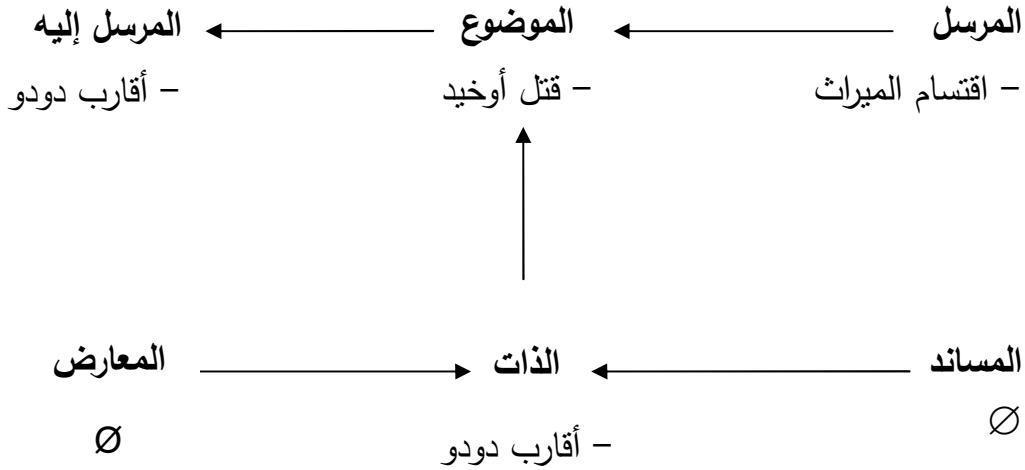 المرسل الموضوع المرسل إليه
– اقتسام الميراث – قتل أوخيد – أقارب دودو
المساند الذات المعارض
∅ – أقارب دودو Ø